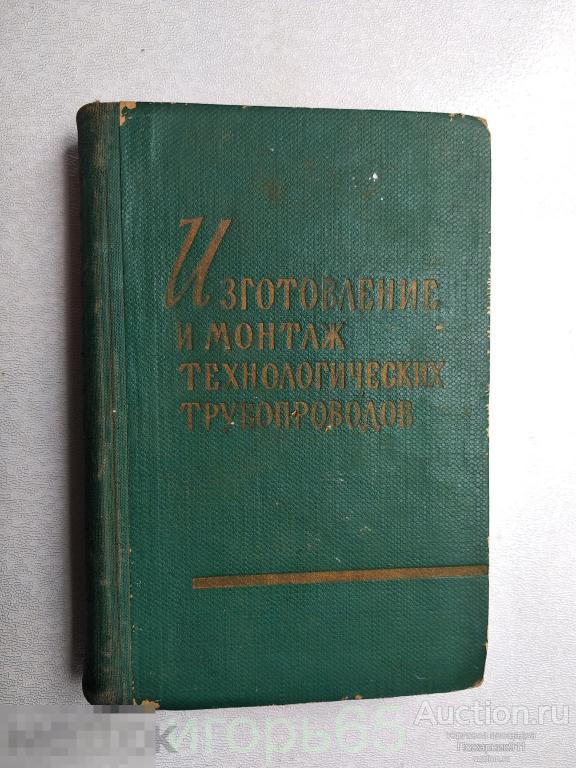 Изготовление
и монтаж
технологических
трубопроводов
игорь65
Auction.ru